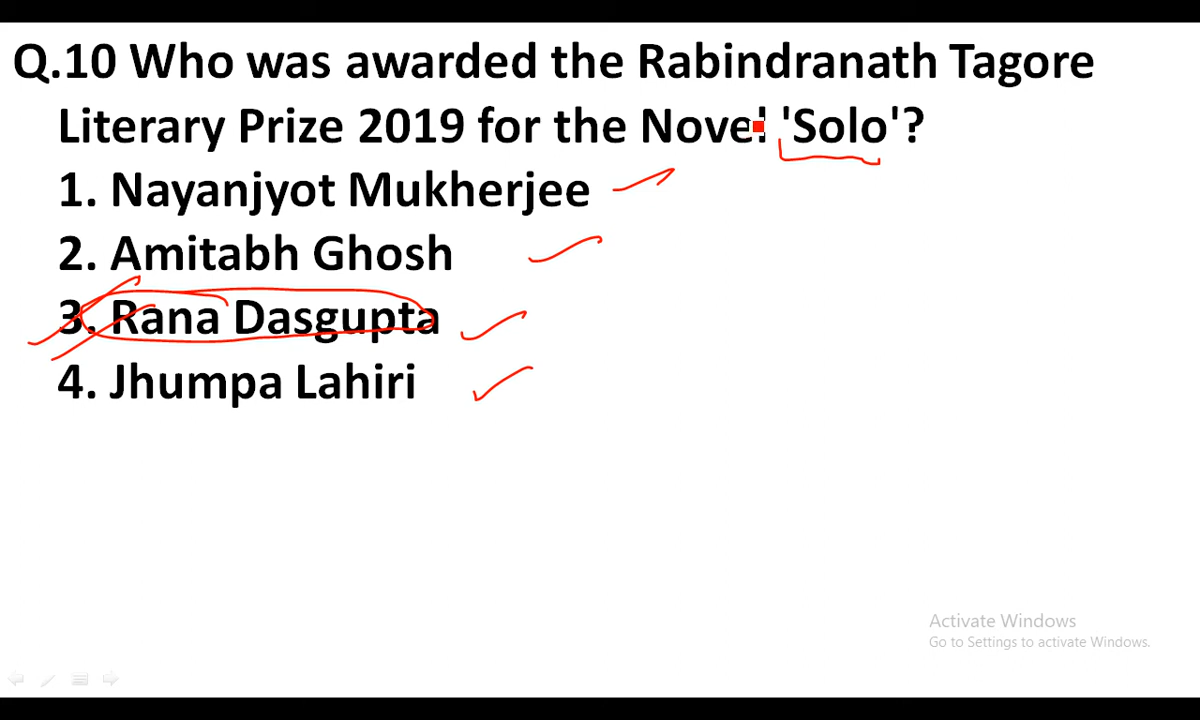 Q.10 Who was awarded the Rabindranath Tagore
Literary Prize 2019 for the Novel 'Solo'?
1. Nayanjyot Mukherjee
2. Amitabh Ghosh
3. Rana Dasgupta
4. Jhumpa Lahiri
Activate Windows
Go to Settings to activate Windows.